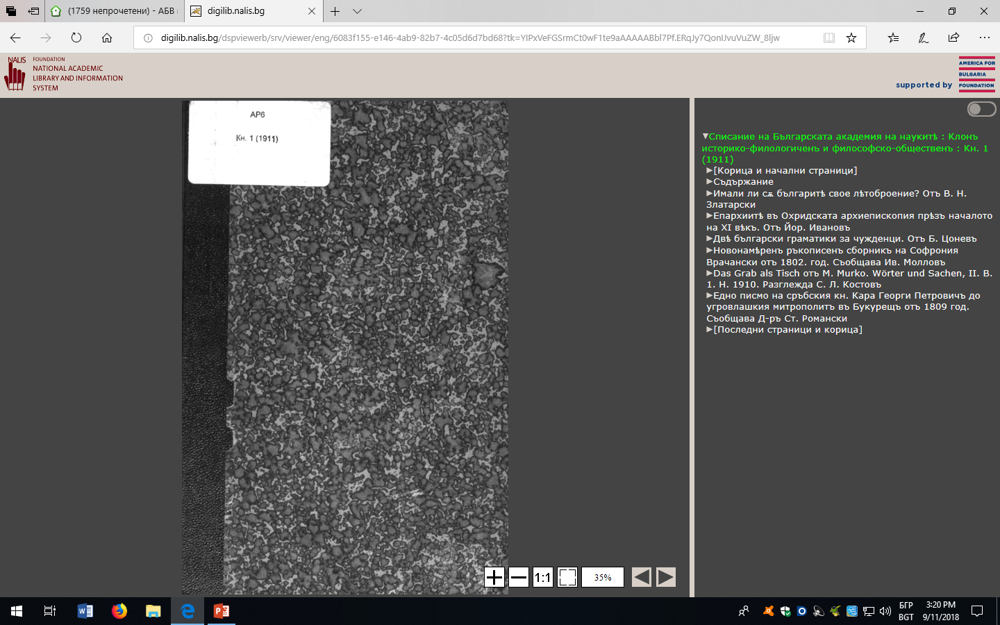 (1759 непрочетени) - АБВ
digilib.nalis.bg
digilib.nalis.bg/dspviewerb/srv/viewer/eng/6083f155-e146-4ab9-82b7-4c05d6d7bd68?tk=
NALIS
FOUNDATION
NATIONAL ACADEMIC
LIBRARY AND INFORMATION
SYSTEM
supported by
AMERICA FOR
BULGARIA
FOUNDATION
АР6
Кн. 1 (1911)
Списание на Българската академия на наукитѣ : Клонъ
историко-филологиченъ и философско-общественъ : Кн. 1
(1911)
[Корица и начални страници]
Съдържание
Имали ли сѫ българитѣ свое лѣтоброение? Отъ В. Н.
Златарски
Епархиитѣ въ Охридската архиепископия прѣзъ началото
на XI вѣкъ. Отъ Йор. Ивановъ
Двѣ български граматики за чужденци. Отъ Б. Цоневъ
Новонамѣренъ ръкописенъ сборникъ на Софрония
Врачански отъ 1802. год. Съобщава Ив. Молловъ
Das Grab als Tisch отъ M. Murko. Wörter und Sachen, II. B.
1. H. 1910. Разглежда С. Л. Костовъ
Едно писмо на сръбския кн. Кара Георги Петровичъ до
угровлашкия митрополитъ въ Букурещъ отъ 1809 год.
Съобщава Д-ръ Ст. Романски
[Последни страници и корица]
1:1
35%
БГР
BGT
3:20 PM
9/11/2018